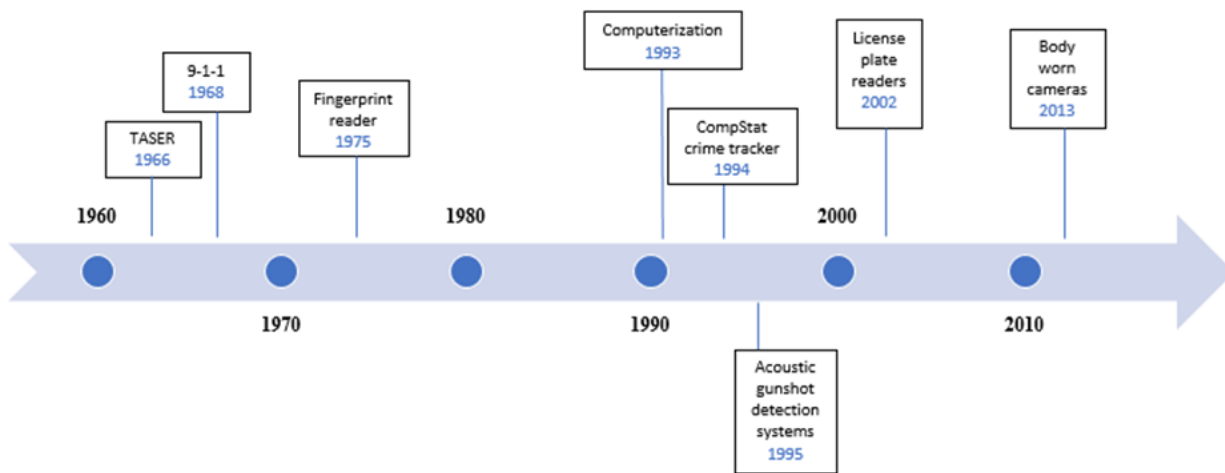 Computerization
1993
License
plate
readers
2002
Body
worn
cameras
2013
9-1-1
1968
Fingerprint
reader
1975
CompStat
crime tracker
1994
TASER
1966
1960
1980
2000
1970
1990
2010
Acoustic
gunshot
detection
systems
1995